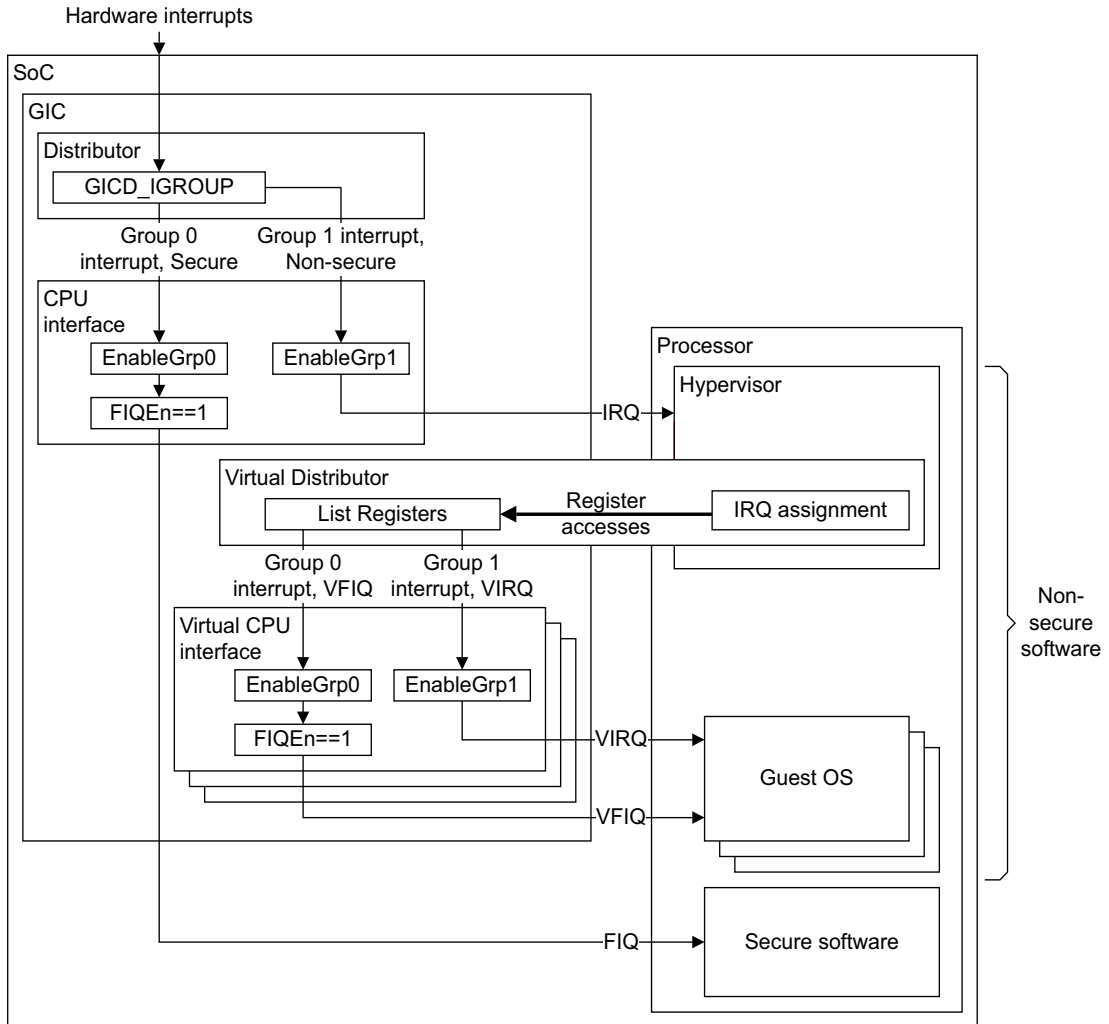 Hardware interrupts
SoC
GIC
Distributor
GICD_IGROUP
Group 0
interrupt, Secure
Group 1 interrupt,
Non-secure
CPU
interface
EnableGrp0
EnableGrp1
FIQEn==1
IRQ
Processor
Hypervisor
Virtual Distributor
List Registers
Register
accesses
IRQ assignment
Group 0
interrupt, VFIQ
Group 1
interrupt, VIRQ
Virtual CPU
interface
EnableGrp0
EnableGrp1
FIQEn==1
VIRQ
VFIQ
Guest OS
Non-
secure
software
FIQ
Secure software